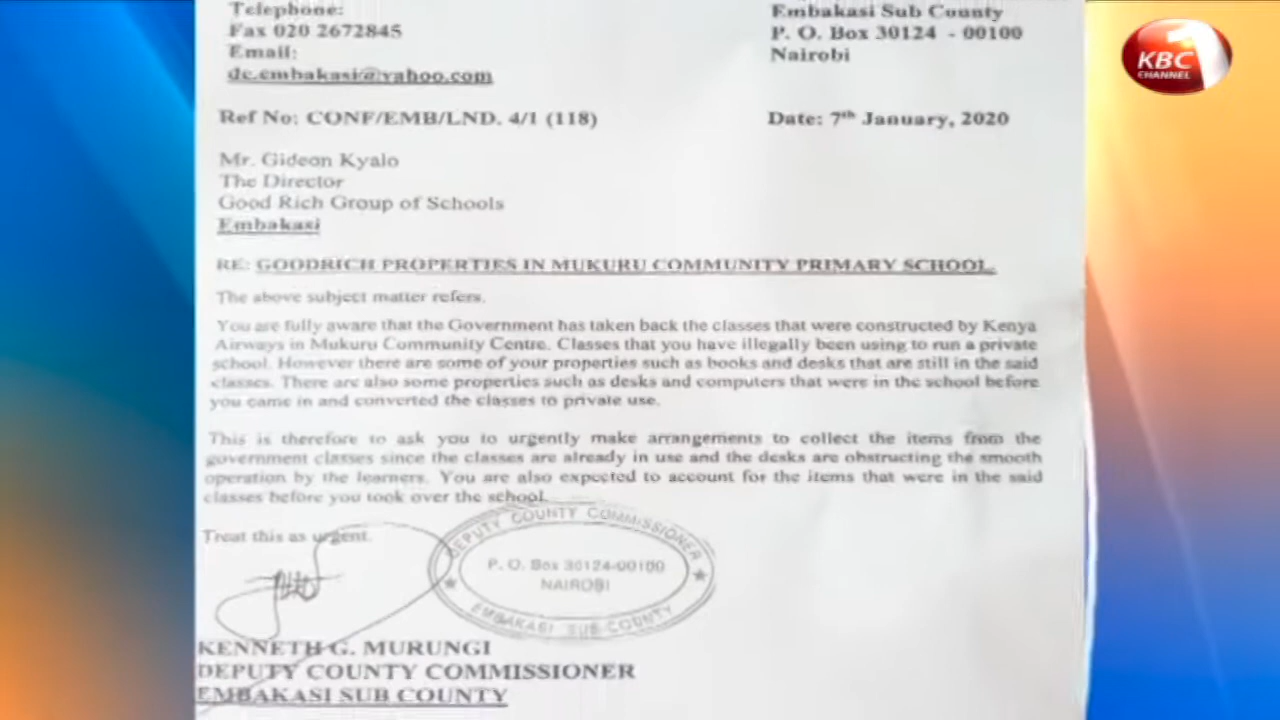 Telephone:
Fax 020 2672845
Email:
dc.embakasi@yahoo.com
Embakasi Sub County
P. O. Box 30124 - 00100
Nairobi
KBC
CHANNEL 1
Ref No: CONF/EMB/LND. 4/1 (118)
Date: 7th January, 2020
Mr. Gideon Kyalo
The Director
Good Rich Group of Schools
Embakasi
RE: GOODRICH PROPERTIES IN MUKURU COMMUNITY PRIMARY SCHOOL.
The above subject matter refers.
You are fully aware that the Government has taken back the classes that were constructed by Kenya
Airways in Mukuru Community Centre. Classes that you have illegally been using to run a private
school. However there are some of your properties such as books and desks that are still in the said
classes. There are also some properties such as desks and computers that were in the school before
you came in and converted the classes to private use.
This is therefore to ask you to urgently make arrangements to collect the items from the
government classes since the classes are already in use and the desks are obstructing the smooth
operation by the learners. You are also expected to account for the items that were in the said
classes before you took over the school.
Treat this as urgent.
DEPUTY COUNTY COMMISSIONER
P. O. Box 30124-00100
NAIROBI
EMBAKASI SUB COUNTY
KENNETH G. MURUNGI
DEPUTY COUNTY COMMISSIONER
EMBAKASI SUB COUNTY